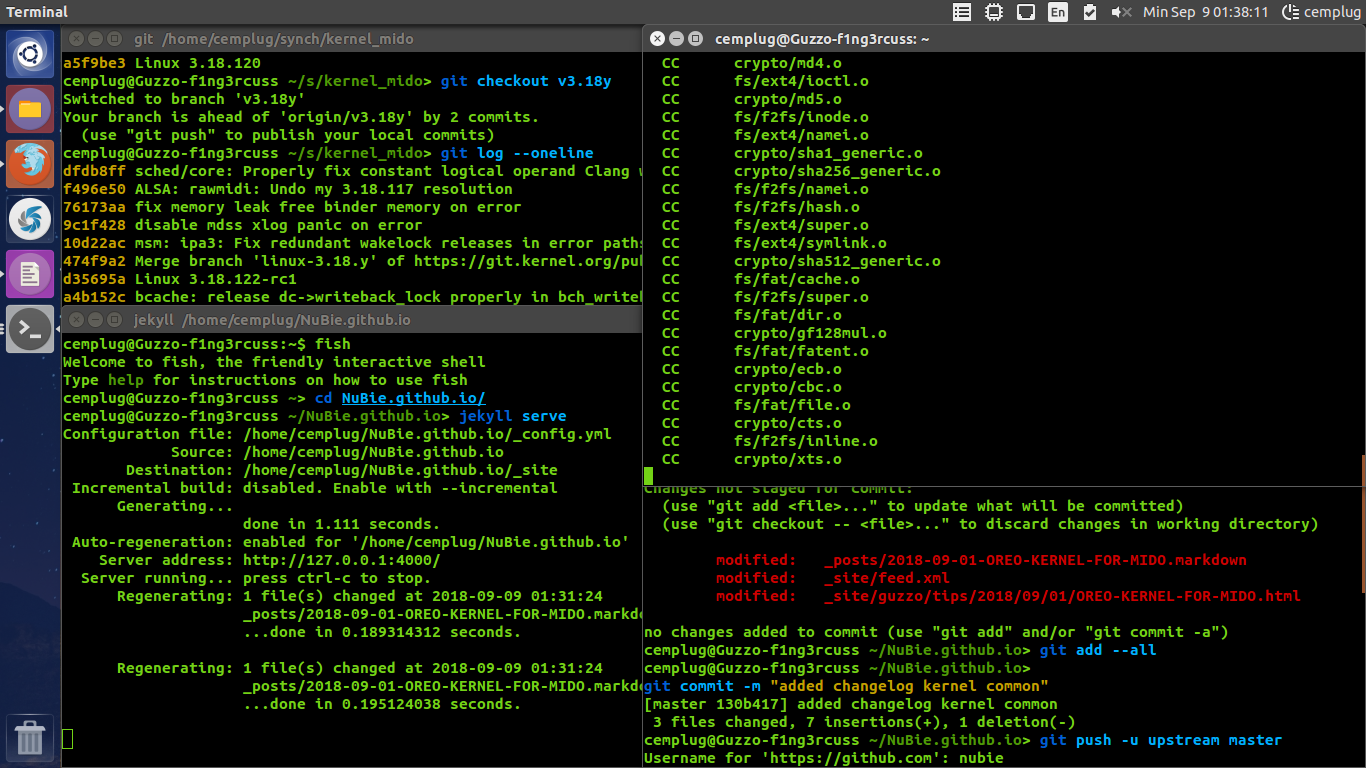 Terminal
En
Min Sep 9 01:38:11
cemplug
git /home/cemplug/synch/kernel_mido
a5f9be3 Linux 3.18.120
cemplug@Guzzo-f1ng3rcuss ~/s/kernel_mido> git checkout v3.18y
Switched to branch 'v3.18y'
Your branch is ahead of 'origin/v3.18y' by 2 commits.
(use "git push" to publish your local commits)
cemplug@Guzzo-f1ng3rcuss ~/s/kernel_mido> git log --oneline
dfdb8ff sched/core: Properly fix constant logical operand Clang w
f496e50 ALSA: rawmidi: Undo my 3.18.117 resolution
76173aa fix memory leak free binder memory on error
9c1f428 disable mdss xlog panic on error
10d22ac msm: ipa3: Fix redundant wakelock releases in error paths
474f9a2 Merge branch 'linux-3.18.y' of https://git.kernel.org/pub
d35695a Linux 3.18.122-rc1
a4b152c bcache: release dc->writeback_lock properly in bch_writeb
jekyll /home/cemplug/NuBie.github.io
cemplug@Guzzo-f1ng3rcuss:~$ fish
Welcome to fish, the friendly interactive shell
Type help for instructions on how to use fish
cemplug@Guzzo-f1ng3rcuss ~> cd NuBie.github.io/
cemplug@Guzzo-f1ng3rcuss ~/NuBie.github.io> jekyll serve
Configuration file: /home/cemplug/NuBie.github.io/_config.yml
Source: /home/cemplug/NuBie.github.io
Destination: /home/cemplug/NuBie.github.io/_site
Incremental build: disabled. Enable with --incremental
Generating...
done in 1.111 seconds.
Auto-regeneration: enabled for '/home/cemplug/NuBie.github.io'
Server address: http://127.0.0.1:4000/
Server running... press ctrl-c to stop.
Regenerating: 1 file(s) changed at 2018-09-09 01:31:24
_posts/2018-09-01-OREO-KERNEL-FOR-MIDO.markdo
...done in 0.189314312 seconds.
Regenerating: 1 file(s) changed at 2018-09-09 01:31:24
_posts/2018-09-01-OREO-KERNEL-FOR-MIDO.markdo
...done in 0.195124038 seconds.
cemplug@Guzzo-f1ng3rcuss: ~
CC crypto/md4.o
CC fs/ext4/ioctl.o
CC crypto/md5.o
CC fs/f2fs/inode.o
CC fs/ext4/namei.o
CC crypto/sha1_generic.o
CC crypto/sha256_generic.o
CC fs/f2fs/namei.o
CC fs/f2fs/hash.o
CC fs/ext4/super.o
CC fs/ext4/symlink.o
CC crypto/sha512_generic.o
CC fs/fat/cache.o
CC fs/f2fs/super.o
CC fs/fat/dir.o
CC crypto/gf128mul.o
CC fs/fat/fatent.o
CC crypto/ecb.o
CC crypto/cbc.o
CC fs/fat/file.o
CC crypto/cts.o
CC fs/f2fs/inline.o
CC crypto/xts.o
Changes not staged for commit:
(use "git add <file>..." to update what will be committed)
(use "git checkout -- <file>..." to discard changes in working directory)
modified: _posts/2018-09-01-OREO-KERNEL-FOR-MIDO.markdown
modified: _site/feed.xml
modified: _site/guzzo/tips/2018/09/01/OREO-KERNEL-FOR-MIDO.html
no changes added to commit (use "git add" and/or "git commit -a")
cemplug@Guzzo-f1ng3rcuss ~/NuBie.github.io> git add --all
cemplug@Guzzo-f1ng3rcuss ~/NuBie.github.io>
git commit -m "added changelog kernel common"
[master 130b417] added changelog kernel common
3 files changed, 7 insertions(+), 1 deletion(-)
cemplug@Guzzo-f1ng3rcuss ~/NuBie.github.io> git push -u upstream master
Username for 'https://github.com': nubie